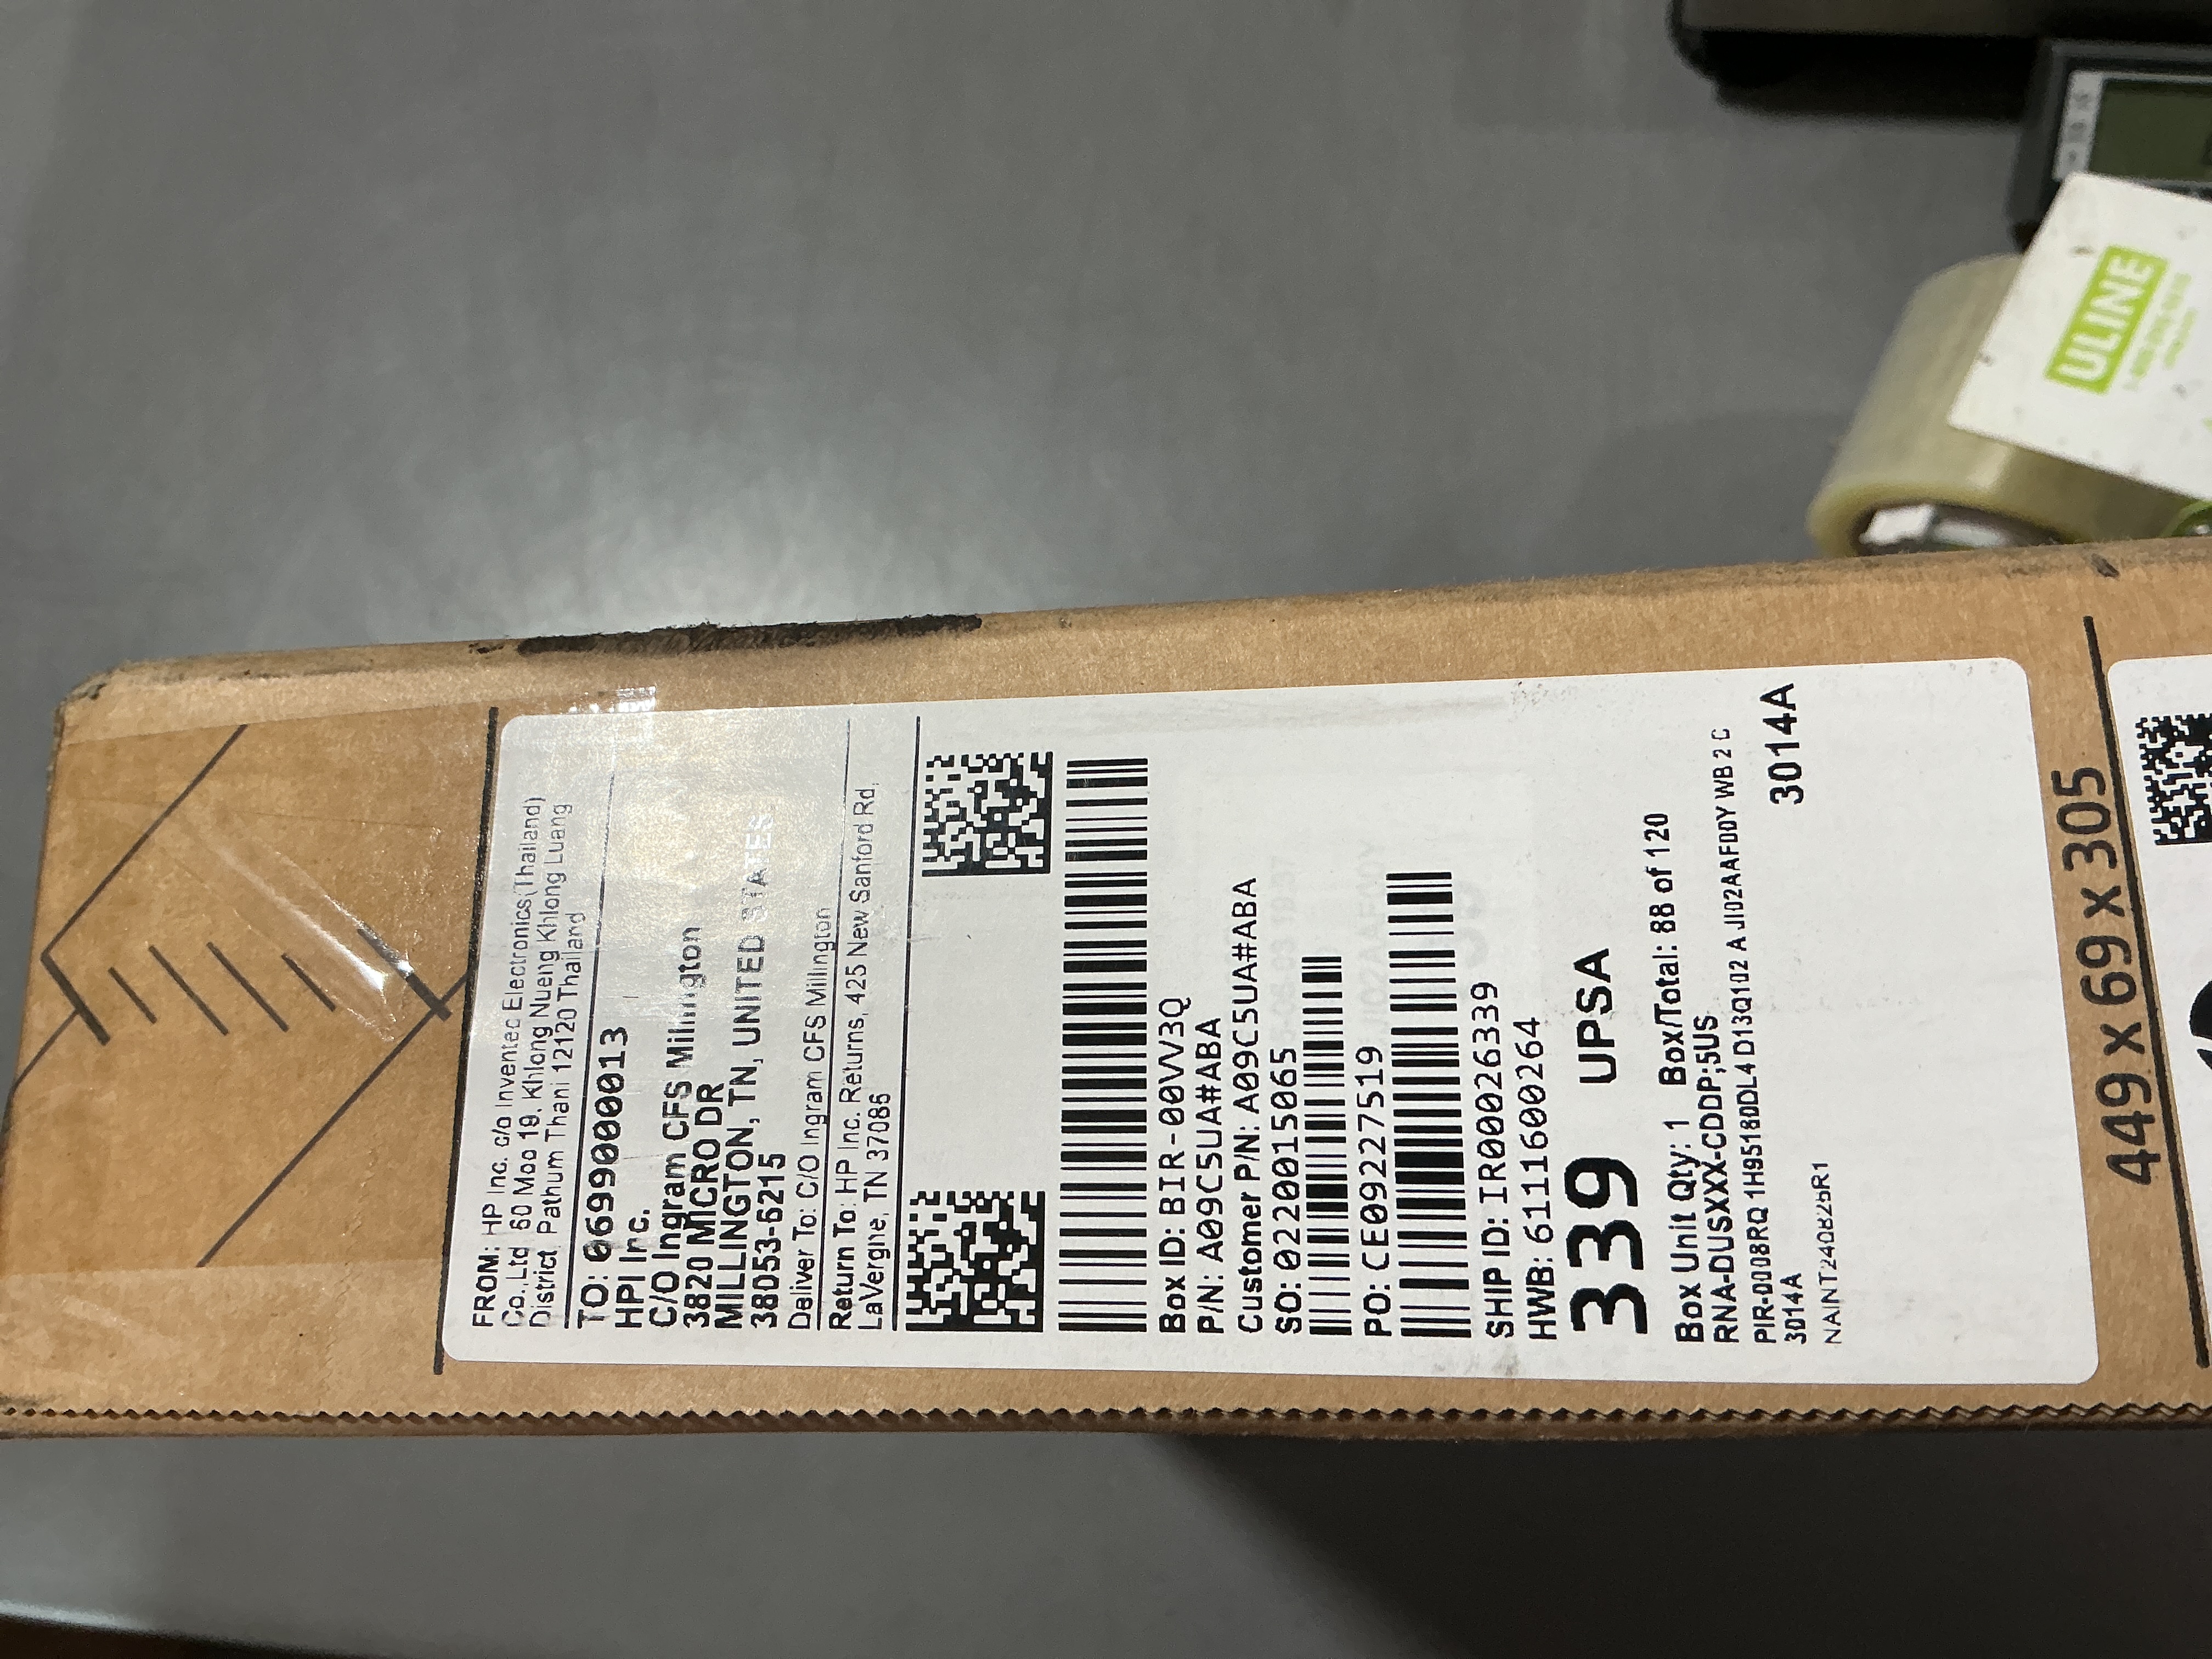 FROM: HP Inc. c/o Inventec Electronics(Thailand)
Co.,Ltd 60 Moo 19, Khlong Nueng Khlong Luang
District, Pathum Thani 12120 Thailand
TO: 0699000013
HPI Inc.
C/O Ingram CFS Millington
3820 MICRO DR
MILLINGTON, TN, UNITED STATES
38053-6215
Deliver To: C/O Ingram CFS Millington
Return To: HP Inc. Returns, 425 New Sanford Rd,
LaVergne, TN 37086
Box ID: BIR-00VV3Q
P/N: A09C5UA#ABA
Customer P/N: A09C5UA#ABA
SO: 0220015065
PO: CE09227519
SHIP ID: IR00026339
HWB: 61111600264
339 UPSA
Box Unit Qty: 1 Box/Total: 88 of 120
RNA-DUSXXX-CDDP;5US
PIR-0008RQ 1H95180DL4 D13Q102 A JI02AAF00Y WB 2 C
3014A 3014A
NAINT240826R1
449 x 69 x 305
ULINE